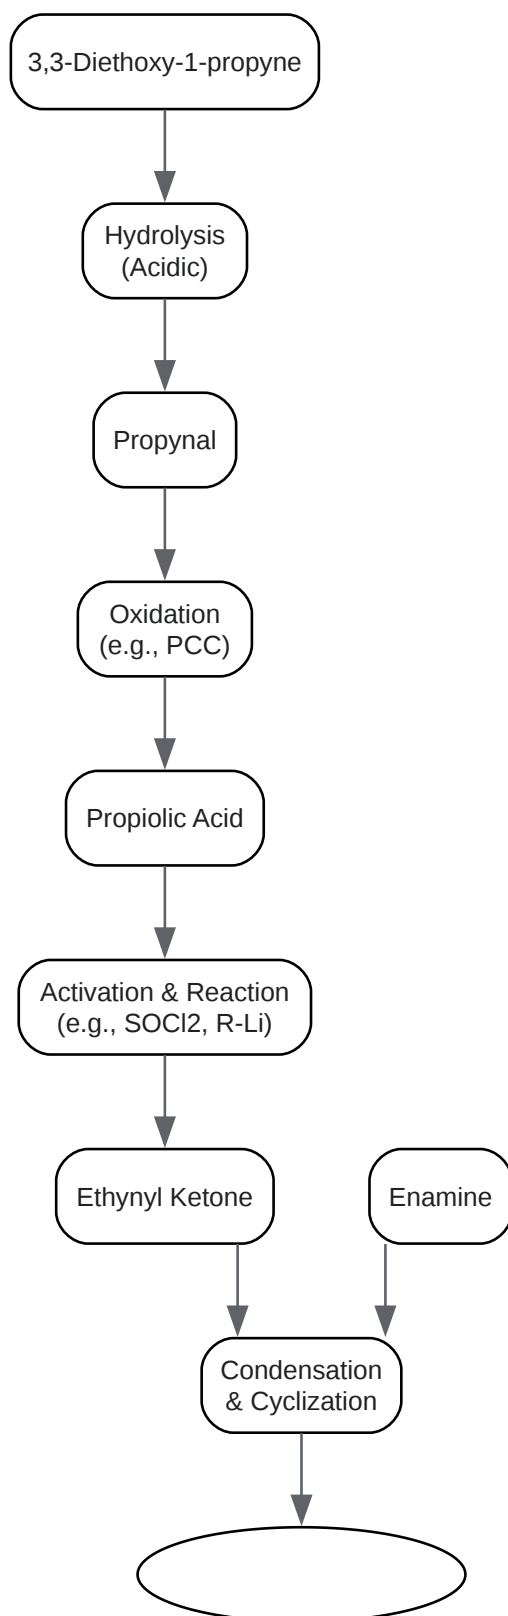 3,3-Diethoxy-1-propyne
Hydrolysis
(Acidic)
Propynal
Oxidation
(e.g., PCC)
Propiolic Acid
Activation & Reaction
(e.g., SOCl2, R-Li)
Ethynyl Ketone
Enamine
Condensation
& Cyclization